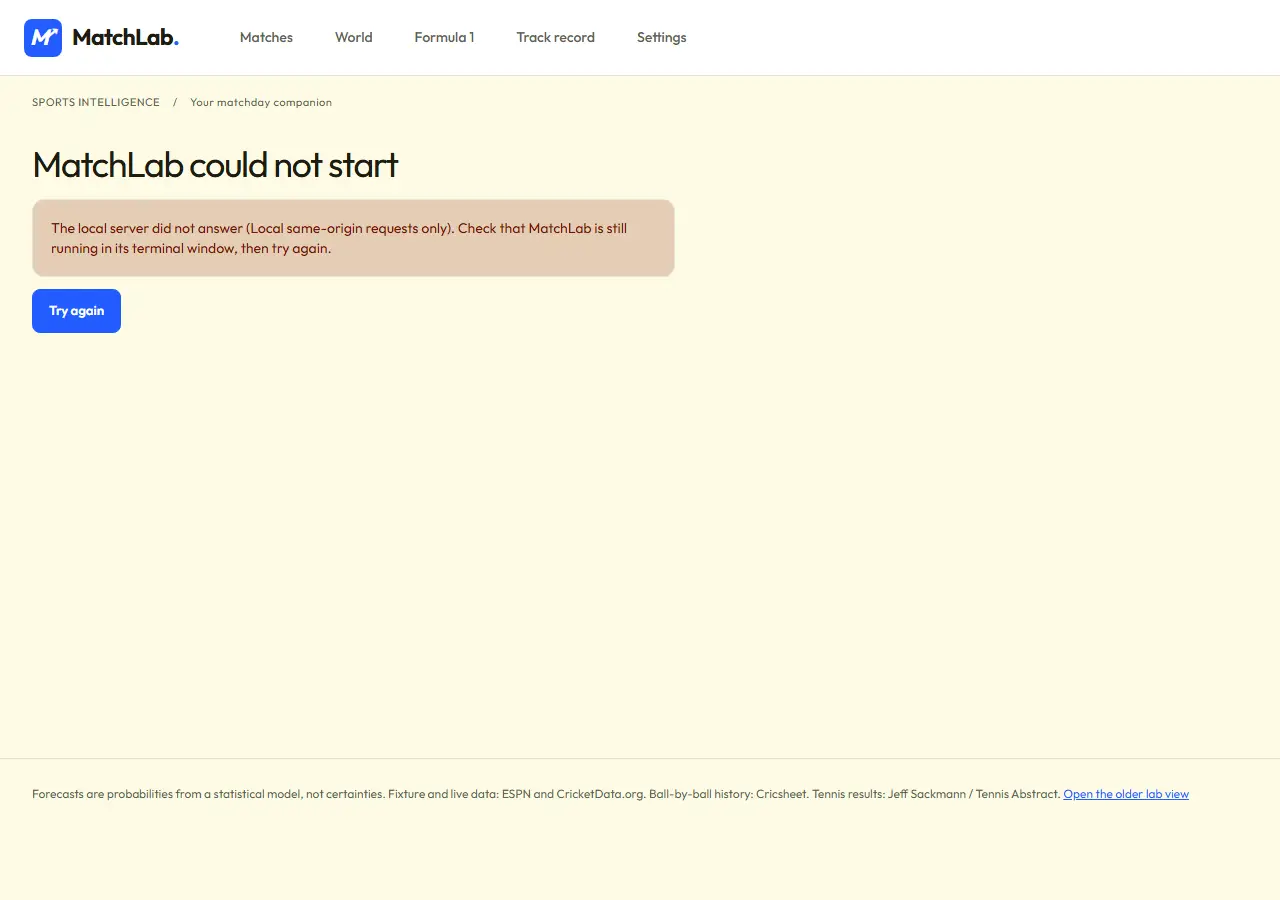 MatchLab.
Matches World Formula 1 Track record Settings
SPORTS INTELLIGENCE / Your matchday companion
MatchLab could not start
The local server did not answer (Local same-origin requests only). Check that MatchLab is still
running in its terminal window, then try again.
Try again
Forecasts are probabilities from a statistical model, not certainties. Fixture and live data: ESPN and CricketData.org. Ball-by-ball history: Cricsheet. Tennis results: Jeff Sackmann / Tennis Abstract. Open the older lab view